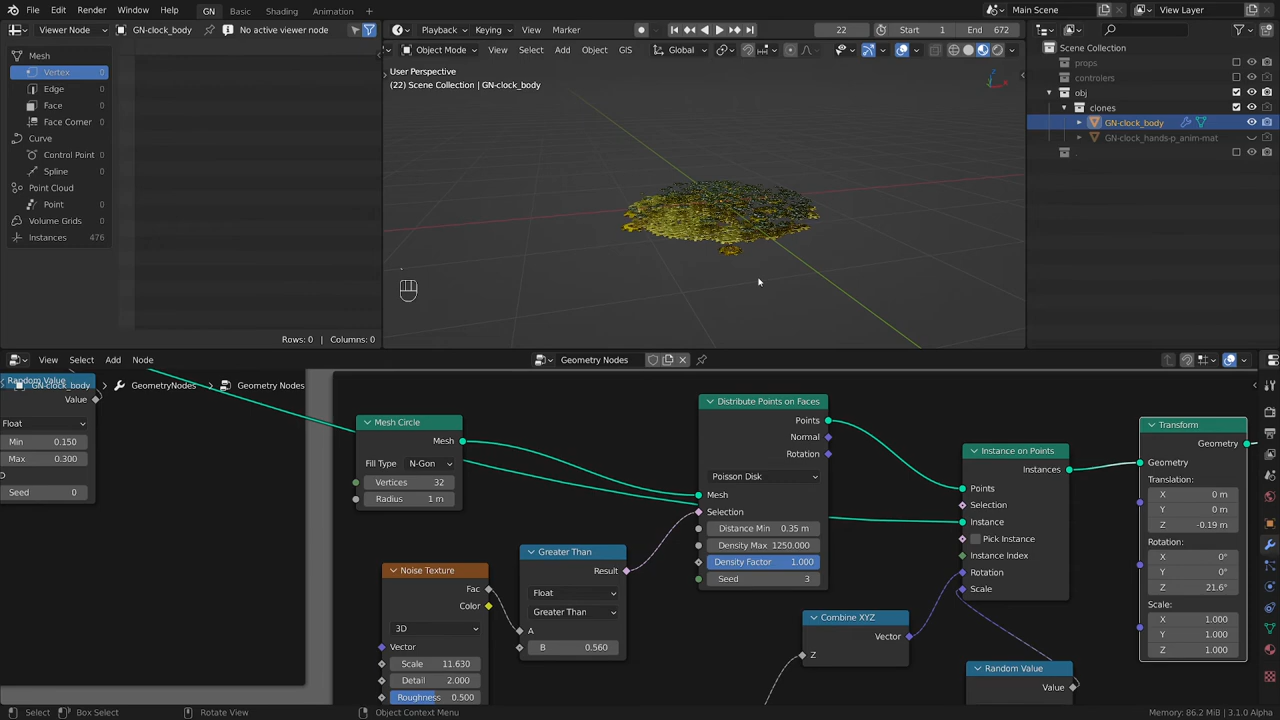 File Edit Render Window Help GN Basic Shading Animation Main Scene View Layer
Viewer Node GN-clock_body No active viewer node Playback Keying View Marker 22 Start 1 End 672
Mesh
Vertex 0
Edge 0
Face 0
Face Corner 0
Curve
Control Point 0
Spline 0
Point Cloud
Point 0
Volume Grids 0
Instances 476
Rows: 0 | Columns: 0
Object Mode View Select Add Object GIS Global
User Perspective
(22) Scene Collection | GN-clock_body
Z
X
Scene Collection
props
controlers
obj
clones
GN-clock_body
GN-clock_hands-p_anim-mat
View Select Add Node Geometry Nodes
GN-clock_body GeometryNodes Geometry Nodes
Random Value
Value
Float
Min 0.150
Max 0.300
Seed 0
Mesh Circle
Mesh
Fill Type N-Gon
Vertices 32
Radius 1 m
Noise Texture
Fac
Color
3D
Vector
Scale 11.630
Detail 2.000
Roughness 0.500
Greater Than
Result
Float
Greater Than
A
B 0.560
Distribute Points on Faces
Points
Normal
Rotation
Poisson Disk
Mesh
Selection
Distance Min 0.35 m
Density Max 1250.000
Density Factor 1.000
Seed 3
Combine XYZ
Vector
Z
Instance on Points
Instances
Points
Selection
Instance
Pick Instance
Instance Index
Rotation
Scale
Random Value
Value
Transform
Geometry
Geometry
Translation:
X 0 m
Y 0 m
Z -0.19 m
Rotation:
X 0°
Y 0°
Z 21.6°
Scale:
X 1.000
Y 1.000
Z 1.000
Select Box Select Rotate View Object Context Menu Memory: 86.2 MiB | 3.1.0 Alpha